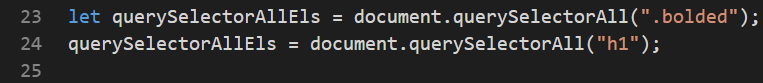 23 let querySelectorAllEls = document.querySelectorAll(".bolded");
24 querySelectorAllEls = document.querySelectorAll("h1");
25